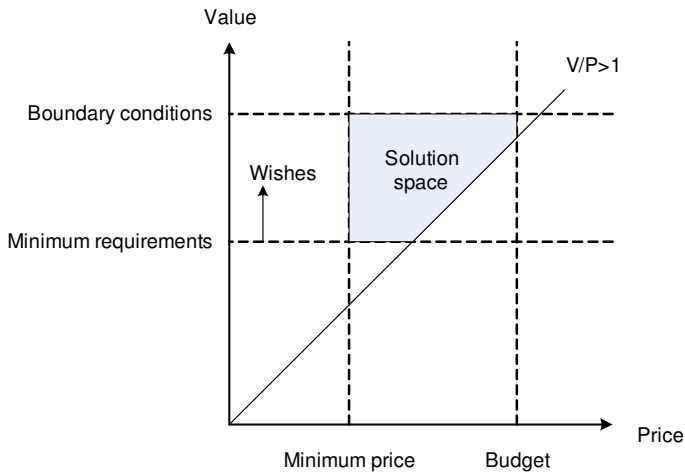 Value
V/P>1
Boundary conditions
Solution
space
Wishes
Minimum requirements
Price
Minimum price
Budget